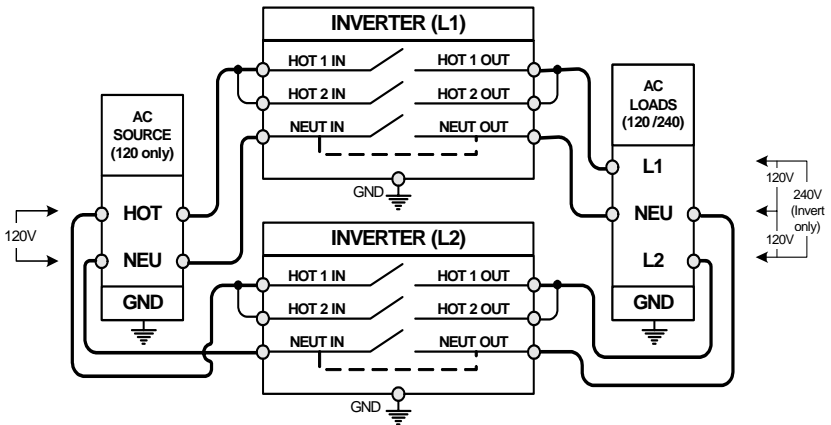 INVERTER (L1)
HOT 1 IN
HOT 1 OUT
HOT 2 IN
HOT 2 OUT
NEUT IN
NEUT OUT
GND
AC
SOURCE
(120 only)
HOT
NEU
GND
120V
AC
LOADS
(120 /240)
L1
NEU
L2
GND
120V
120V
240V
(Invert
only)
INVERTER (L2)
HOT 1 IN
HOT 1 OUT
HOT 2 IN
HOT 2 OUT
NEUT IN
NEUT OUT
GND